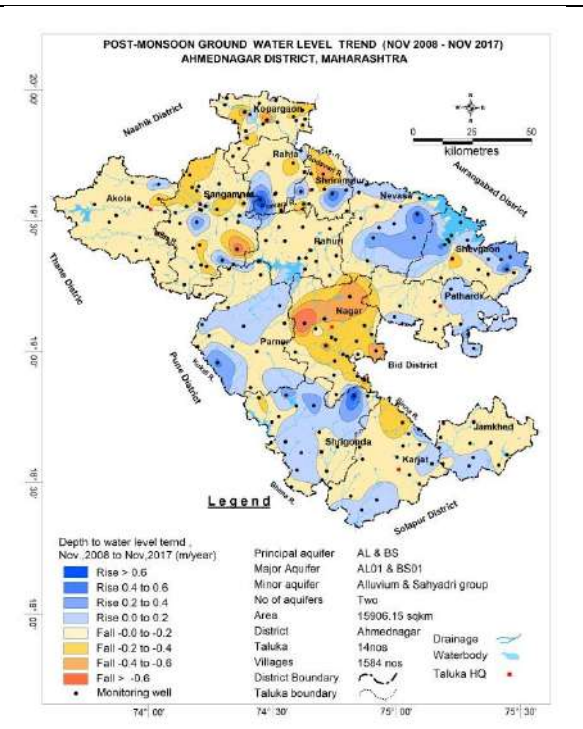 POST-MONSOON GROUND WATER LEVEL TREND (NOV 2008 - NOV 2017)
AHMEDNAGAR DISTRICT, MAHARASHTRA
20°00'
Nashik District
Kopargaon
0 25 50
kilometres
Rahta
Godavari R.
Shrirampur
Aurangabad District
Akola
Sangamner
Nevasa
19°30'
Rahuri
Shevgaon
Thane Distric
Pathardi
Nagar
Parner
19°00'
Bid District
Pune District
Kukdi R.
Sina R.
Jamkhed
Shrigonda
Karjat
18°30'
Bhima R.
Solapur District
Legend
Depth to water level ternd ,
Nov.,2008 to Nov,2017 (m/year)
Rise > 0.6
Rise 0.4 to 0.6
Rise 0.2 to 0.4
Rise 0.0 to 0.2
Fall -0.0 to -0.2
Fall -0.2 to -0.4
Fall -0.4 to -0.6
Fall > -0.6
Monitoring well
Principal aquifer AL & BS
Major Aquifer AL01 & BS01
Minor aquifer Alluvium & Sahyadri group
No of aquifers Two
Area 15906.15 sqkm
District Ahmednagar
Taluka 14nos
Villages 1584 nos
District Boundary
Taluka boundary
Drainage
Waterbody
Taluka HQ
18°00'
74°00' 74°30' 75°00' 75°30'